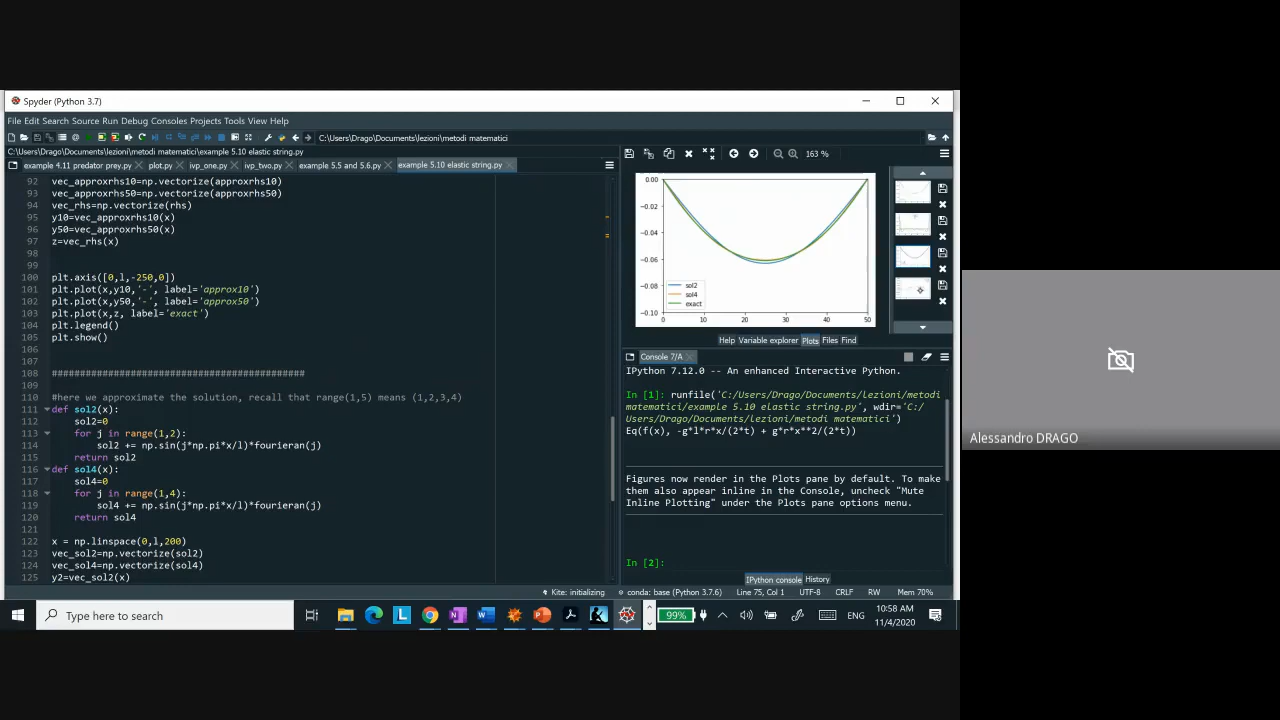 Spyder (Python 3.7)
File Edit Search Source Run Debug Consoles Projects Tools View Help
C:\Users\Drago\Documents\lezioni\metodi matematici
C:\Users\Drago\Documents\lezioni\metodi matematici\example 5.10 elastic string.py
example 4.11 predator prey.py plot.py ivp_one.py ivp_two.py example 5.5 and 5.6.py example 5.10 elastic string.py
92 vec_approxrhs10=np.vectorize(approxrhs10)
93 vec_approxrhs50=np.vectorize(approxrhs50)
94 vec_rhs=np.vectorize(rhs)
95 y10=vec_approxrhs10(x)
96 y50=vec_approxrhs50(x)
97 z=vec_rhs(x)
98
99
100 plt.axis([0,l,-250,0])
101 plt.plot(x,y10,'-', label='approx10')
102 plt.plot(x,y50,'-', label='approx50')
103 plt.plot(x,z, label='exact')
104 plt.legend()
105 plt.show()
106
107
108 #############################################
109
110 #here we approximate the solution, recall that range(1,5) means (1,2,3,4)
111 def sol2(x):
112 sol2=0
113 for j in range(1,2):
114 sol2 += np.sin(j*np.pi*x/l)*fourieran(j)
115 return sol2
116 def sol4(x):
117 sol4=0
118 for j in range(1,4):
119 sol4 += np.sin(j*np.pi*x/l)*fourieran(j)
120 return sol4
121
122 x = np.linspace(0,l,200)
123 vec_sol2=np.vectorize(sol2)
124 vec_sol4=np.vectorize(sol4)
125 y2=vec_sol2(x)
163 %
0.00
−0.02
−0.04
−0.06
−0.08
−0.10
sol2
sol4
exact
0 10 20 30 40 50
Help Variable explorer Plots Files Find
Console 7/A
IPython 7.12.0 -- An enhanced Interactive Python.
In [1]: runfile('C:/Users/Drago/Documents/lezioni/metodi
matematici/example 5.10 elastic string.py', wdir='C:/
Users/Drago/Documents/lezioni/metodi matematici')
Eq(f(x), -g*l*r*x/(2*t) + g*r*x**2/(2*t))
Figures now render in the Plots pane by default. To make
them also appear inline in the Console, uncheck "Mute
Inline Plotting" under the Plots pane options menu.
In [2]:
IPython console History
Kite: initializing conda: base (Python 3.7.6) Line 75, Col 1 UTF-8 CRLF RW Mem 70%
Type here to search
99%
ENG
10:58 AM
11/4/2020
Alessandro DRAGO